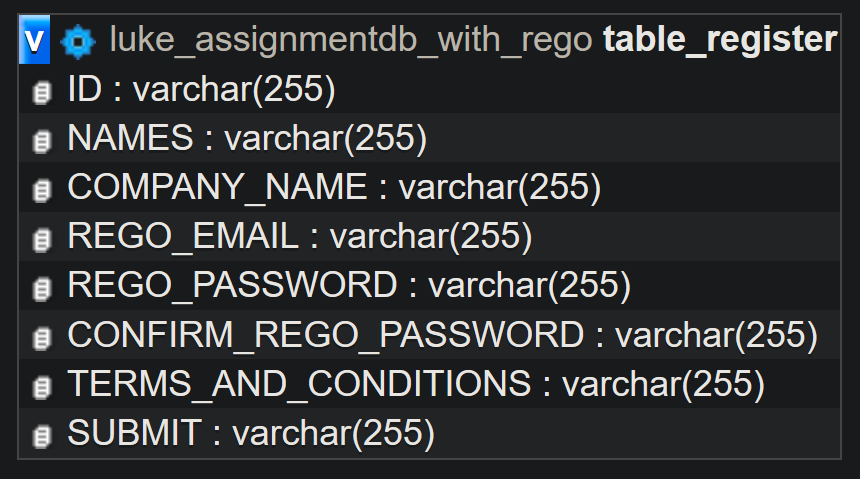 v luke_assignmentdb_with_rego table_register
ID : varchar(255)
NAMES : varchar(255)
COMPANY_NAME : varchar(255)
REGO_EMAIL : varchar(255)
REGO_PASSWORD : varchar(255)
CONFIRM_REGO_PASSWORD : varchar(255)
TERMS_AND_CONDITIONS : varchar(255)
SUBMIT : varchar(255)